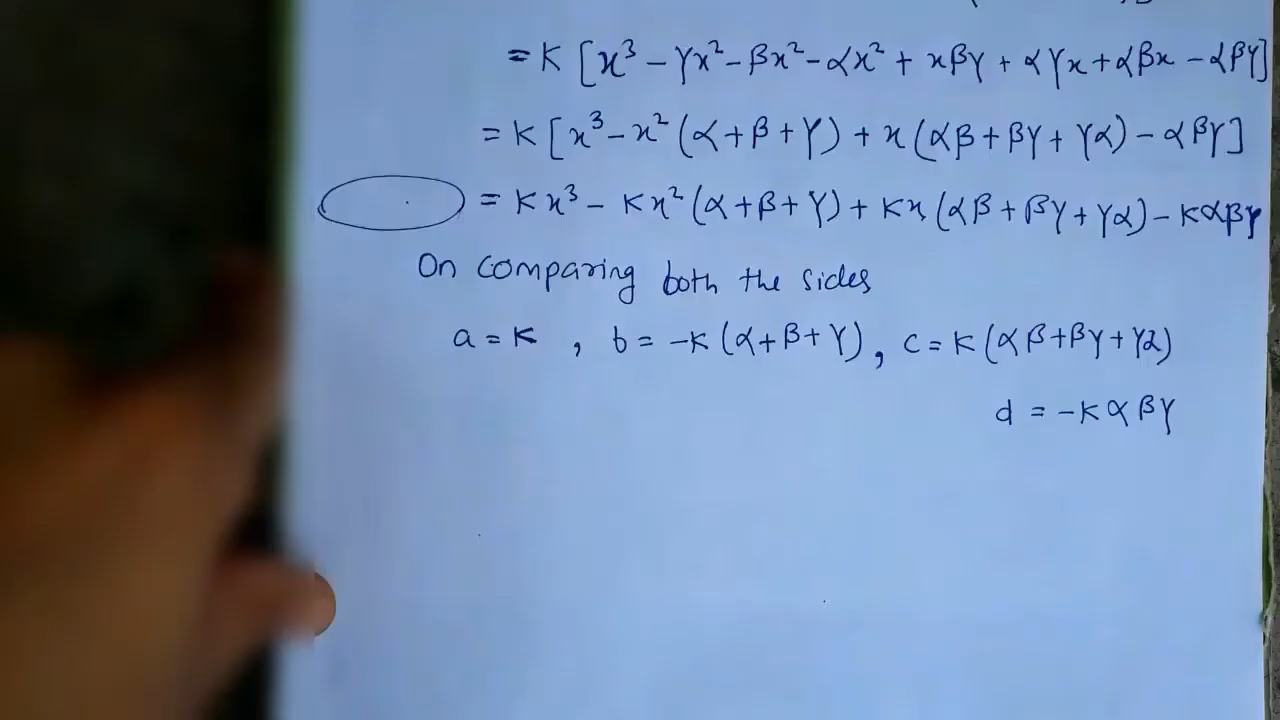 = K [x³ - γx² - βx² - αx² + xβγ + αγx + αβx - αβγ]
= K [x³ - x² (α + β + γ) + x (αβ + βγ + γα) - αβγ]
= Kx³ - Kx² (α + β + γ) + Kx (αβ + βγ + γα) - Kαβγ
On comparing both the sides
a = K , b = -K (α + β + γ), c = K (αβ + βγ + γα)
d = -K α β γ